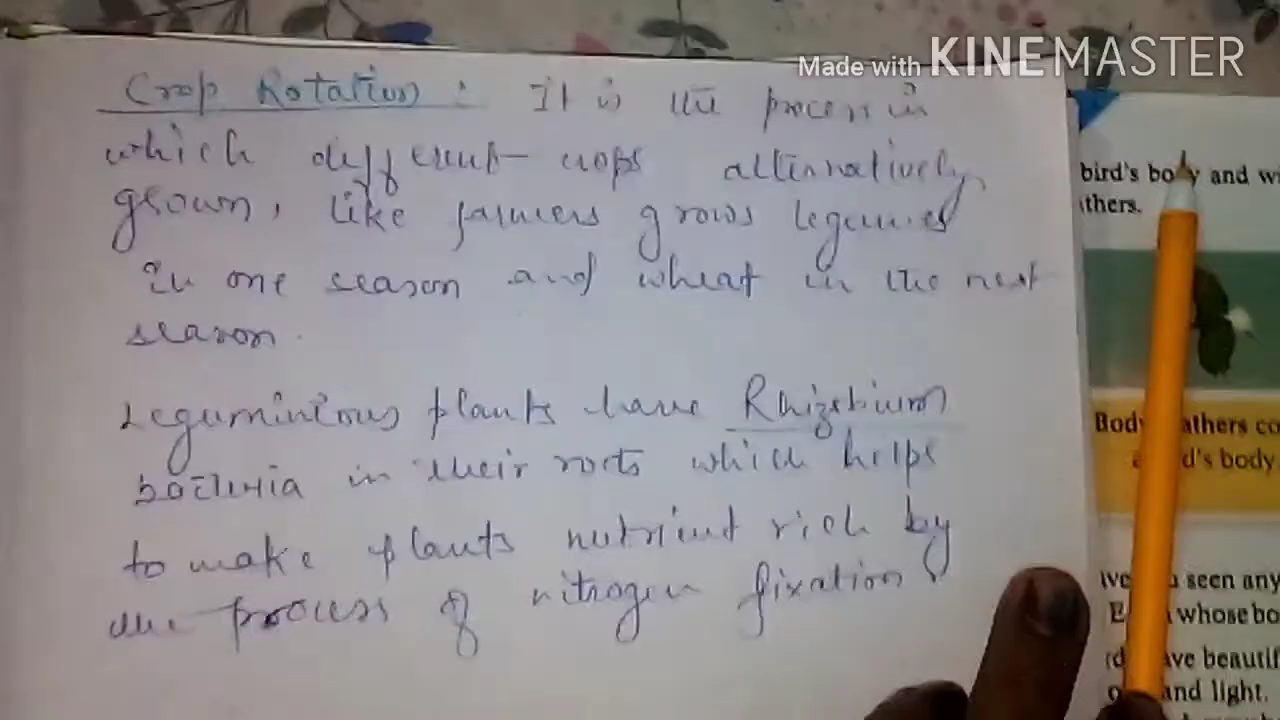 Made with KINEMASTER
Crop Rotation : It is the process in
which different crops alternatively
grown, like farmers grows legumes
in one season and wheat in the next
season.
Leguminious plants have Rhizobium
bacteria in their roots which helps
to make plants nutrient rich by
the process of nitrogen fixation
bird's body and
thers.
Body athers co
d's body
seen any
whose bo
ave beautif
and light.